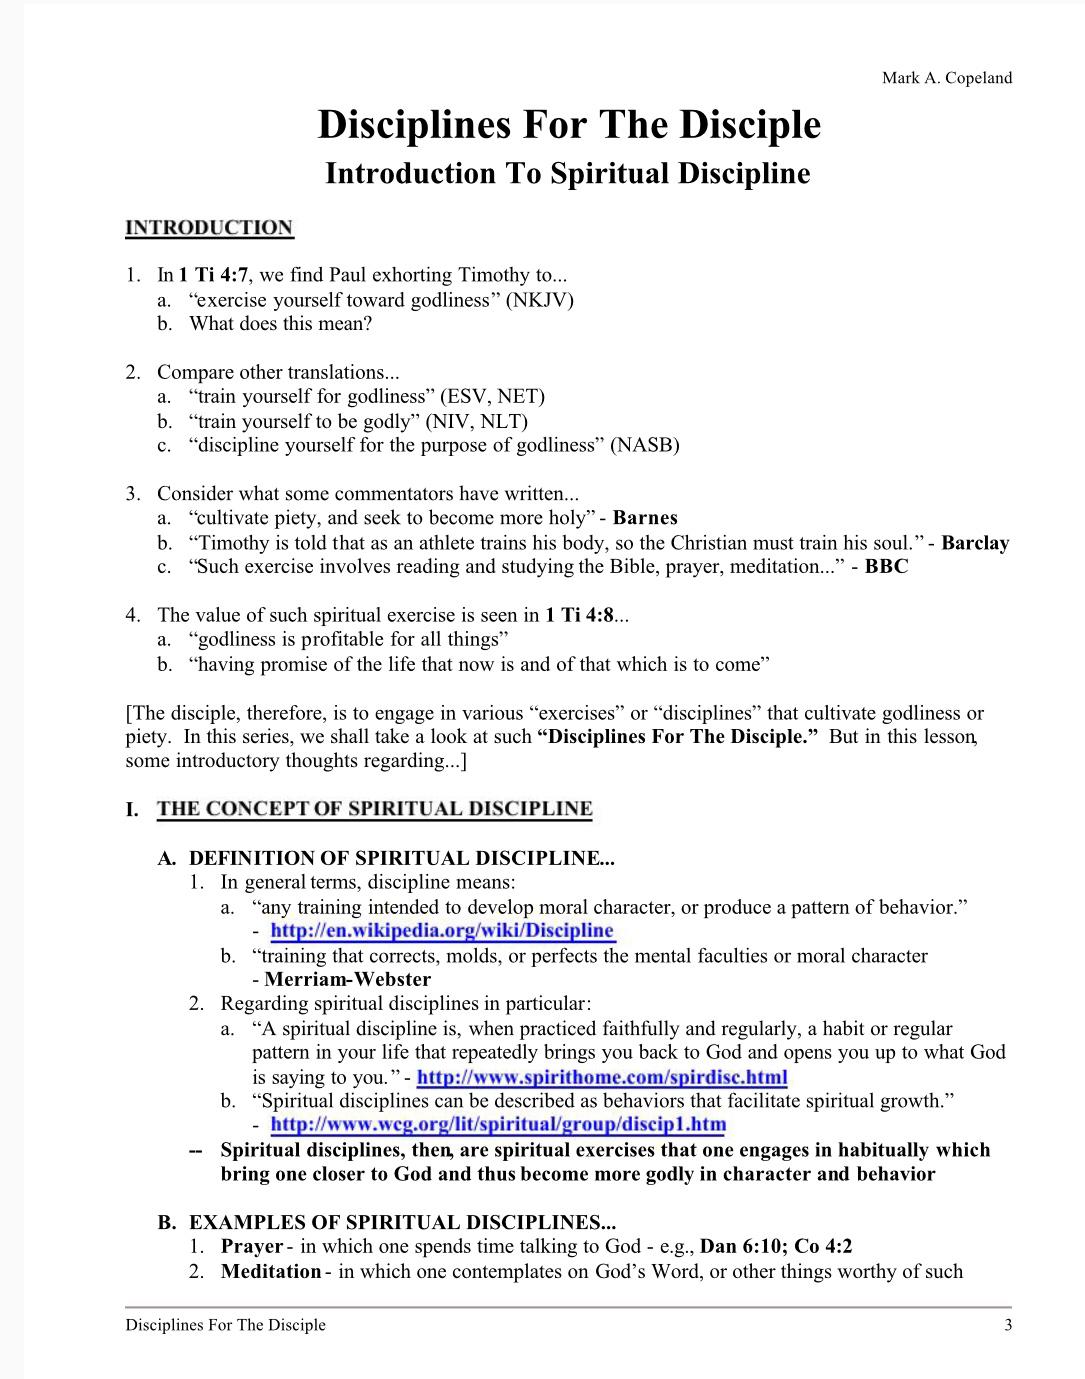 Mark A. Copeland
Disciplines For The Disciple
Introduction To Spiritual Discipline
INTRODUCTION
1. In 1 Ti 4:7, we find Paul exhorting Timothy to...
a. “exercise yourself toward godliness” (NKJV)
b. What does this mean?
2. Compare other translations...
a. “train yourself for godliness” (ESV, NET)
b. “train yourself to be godly” (NIV, NLT)
c. “discipline yourself for the purpose of godliness” (NASB)
3. Consider what some commentators have written...
a. “cultivate piety, and seek to become more holy” - Barnes
b. “Timothy is told that as an athlete trains his body, so the Christian must train his soul.” - Barclay
c. “Such exercise involves reading and studying the Bible, prayer, meditation...” - BBC
4. The value of such spiritual exercise is seen in 1 Ti 4:8...
a. “godliness is profitable for all things”
b. “having promise of the life that now is and of that which is to come”
[The disciple, therefore, is to engage in various “exercises” or “disciplines” that cultivate godliness or
piety. In this series, we shall take a look at such “Disciplines For The Disciple.” But in this lesson,
some introductory thoughts regarding...]
I. THE CONCEPT OF SPIRITUAL DISCIPLINE
A. DEFINITION OF SPIRITUAL DISCIPLINE...
1. In general terms, discipline means:
a. “any training intended to develop moral character, or produce a pattern of behavior.”
- http://en.wikipedia.org/wiki/Discipline
b. “training that corrects, molds, or perfects the mental faculties or moral character
- Merriam-Webster
2. Regarding spiritual disciplines in particular:
a. “A spiritual discipline is, when practiced faithfully and regularly, a habit or regular
pattern in your life that repeatedly brings you back to God and opens you up to what God
is saying to you.” - http://www.spirithome.com/spirdisc.html
b. “Spiritual disciplines can be described as behaviors that facilitate spiritual growth.”
- http://www.wcg.org/lit/spiritual/group/discip1.htm
-- Spiritual disciplines, then, are spiritual exercises that one engages in habitually which
bring one closer to God and thus become more godly in character and behavior
B. EXAMPLES OF SPIRITUAL DISCIPLINES...
1. Prayer - in which one spends time talking to God - e.g., Dan 6:10; Co 4:2
2. Meditation - in which one contemplates on God’s Word, or other things worthy of such
Disciplines For The Disciple 3